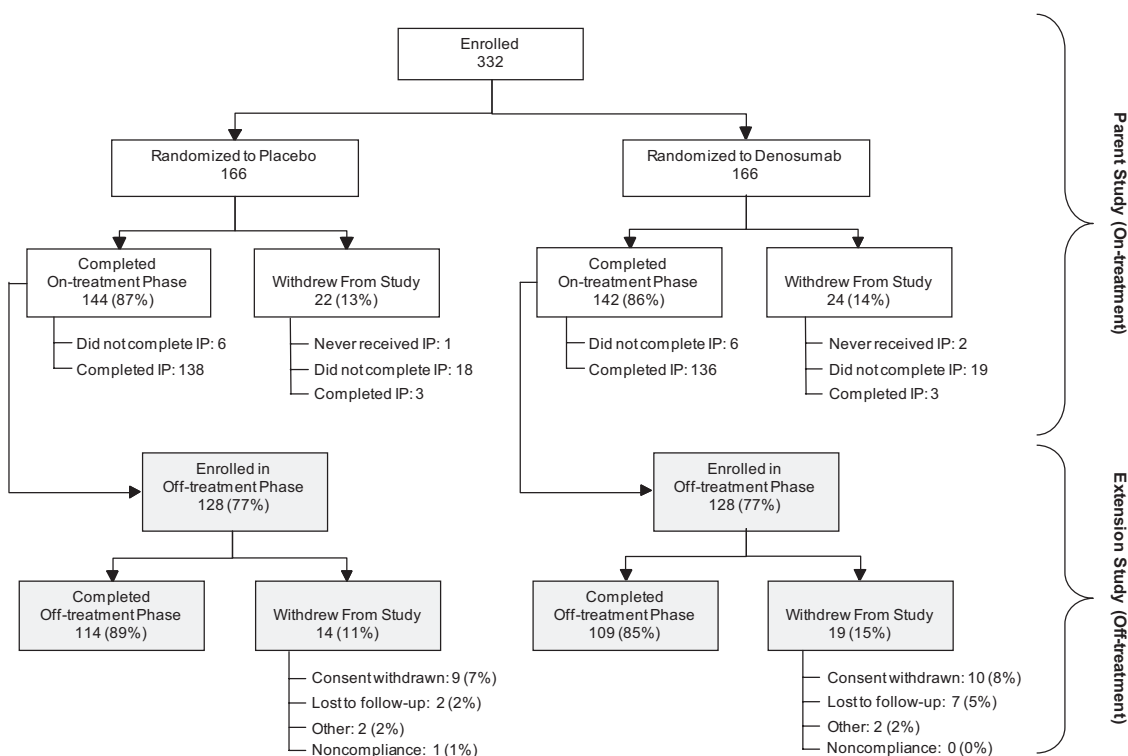 Enrolled
332
Randomized to Placebo
166
Randomized to Denosumab
166
Completed
On-treatment Phase
144 (87%)
Withdrew From Study
22 (13%)
Completed
On-treatment Phase
142 (86%)
Withdrew From Study
24 (14%)
Did not complete IP: 6
Completed IP: 138
Never received IP: 1
Did not complete IP: 18
Completed IP: 3
Did not complete IP: 6
Completed IP: 136
Never received IP: 2
Did not complete IP: 19
Completed IP: 3
Parent Study (On-treatment)
Enrolled in
Off-treatment Phase
128 (77%)
Enrolled in
Off-treatment Phase
128 (77%)
Completed
Off-treatment Phase
114 (89%)
Withdrew From Study
14 (11%)
Completed
Off-treatment Phase
109 (85%)
Withdrew From Study
19 (15%)
Consent withdrawn: 9 (7%)
Lost to follow-up: 2 (2%)
Other: 2 (2%)
Noncompliance: 1 (1%)
Consent withdrawn: 10 (8%)
Lost to follow-up: 7 (5%)
Other: 2 (2%)
Noncompliance: 0 (0%)
Extension Study (Off-treatment)